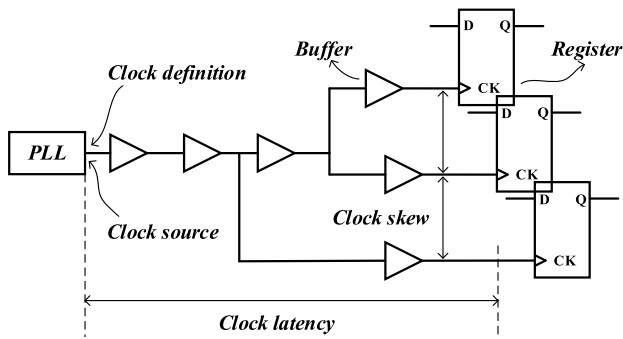 D Q
Buffer
Register
Clock definition
CK
D Q
PLL
CK
D Q
Clock skew
Clock source
CK
Clock latency